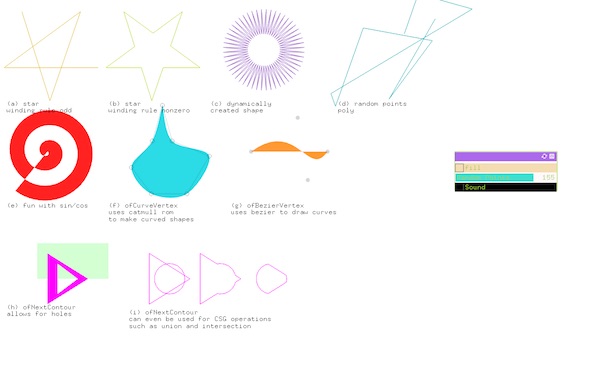 (a) star
winding rule odd
(b) star
winding rule nonzero
(c) dynamically
created shape
(d) random points
poly
(e) fun with sin/cos
(f) ofCurveVertex
uses catmull rom
to make curved shapes
(g) ofBezierVertex
uses bezier to draw curves
Fill
155
Sound
(h) ofNextContour
allows for holes
(i) ofNextContour
can even be used for CSG operations
such as union and intersection